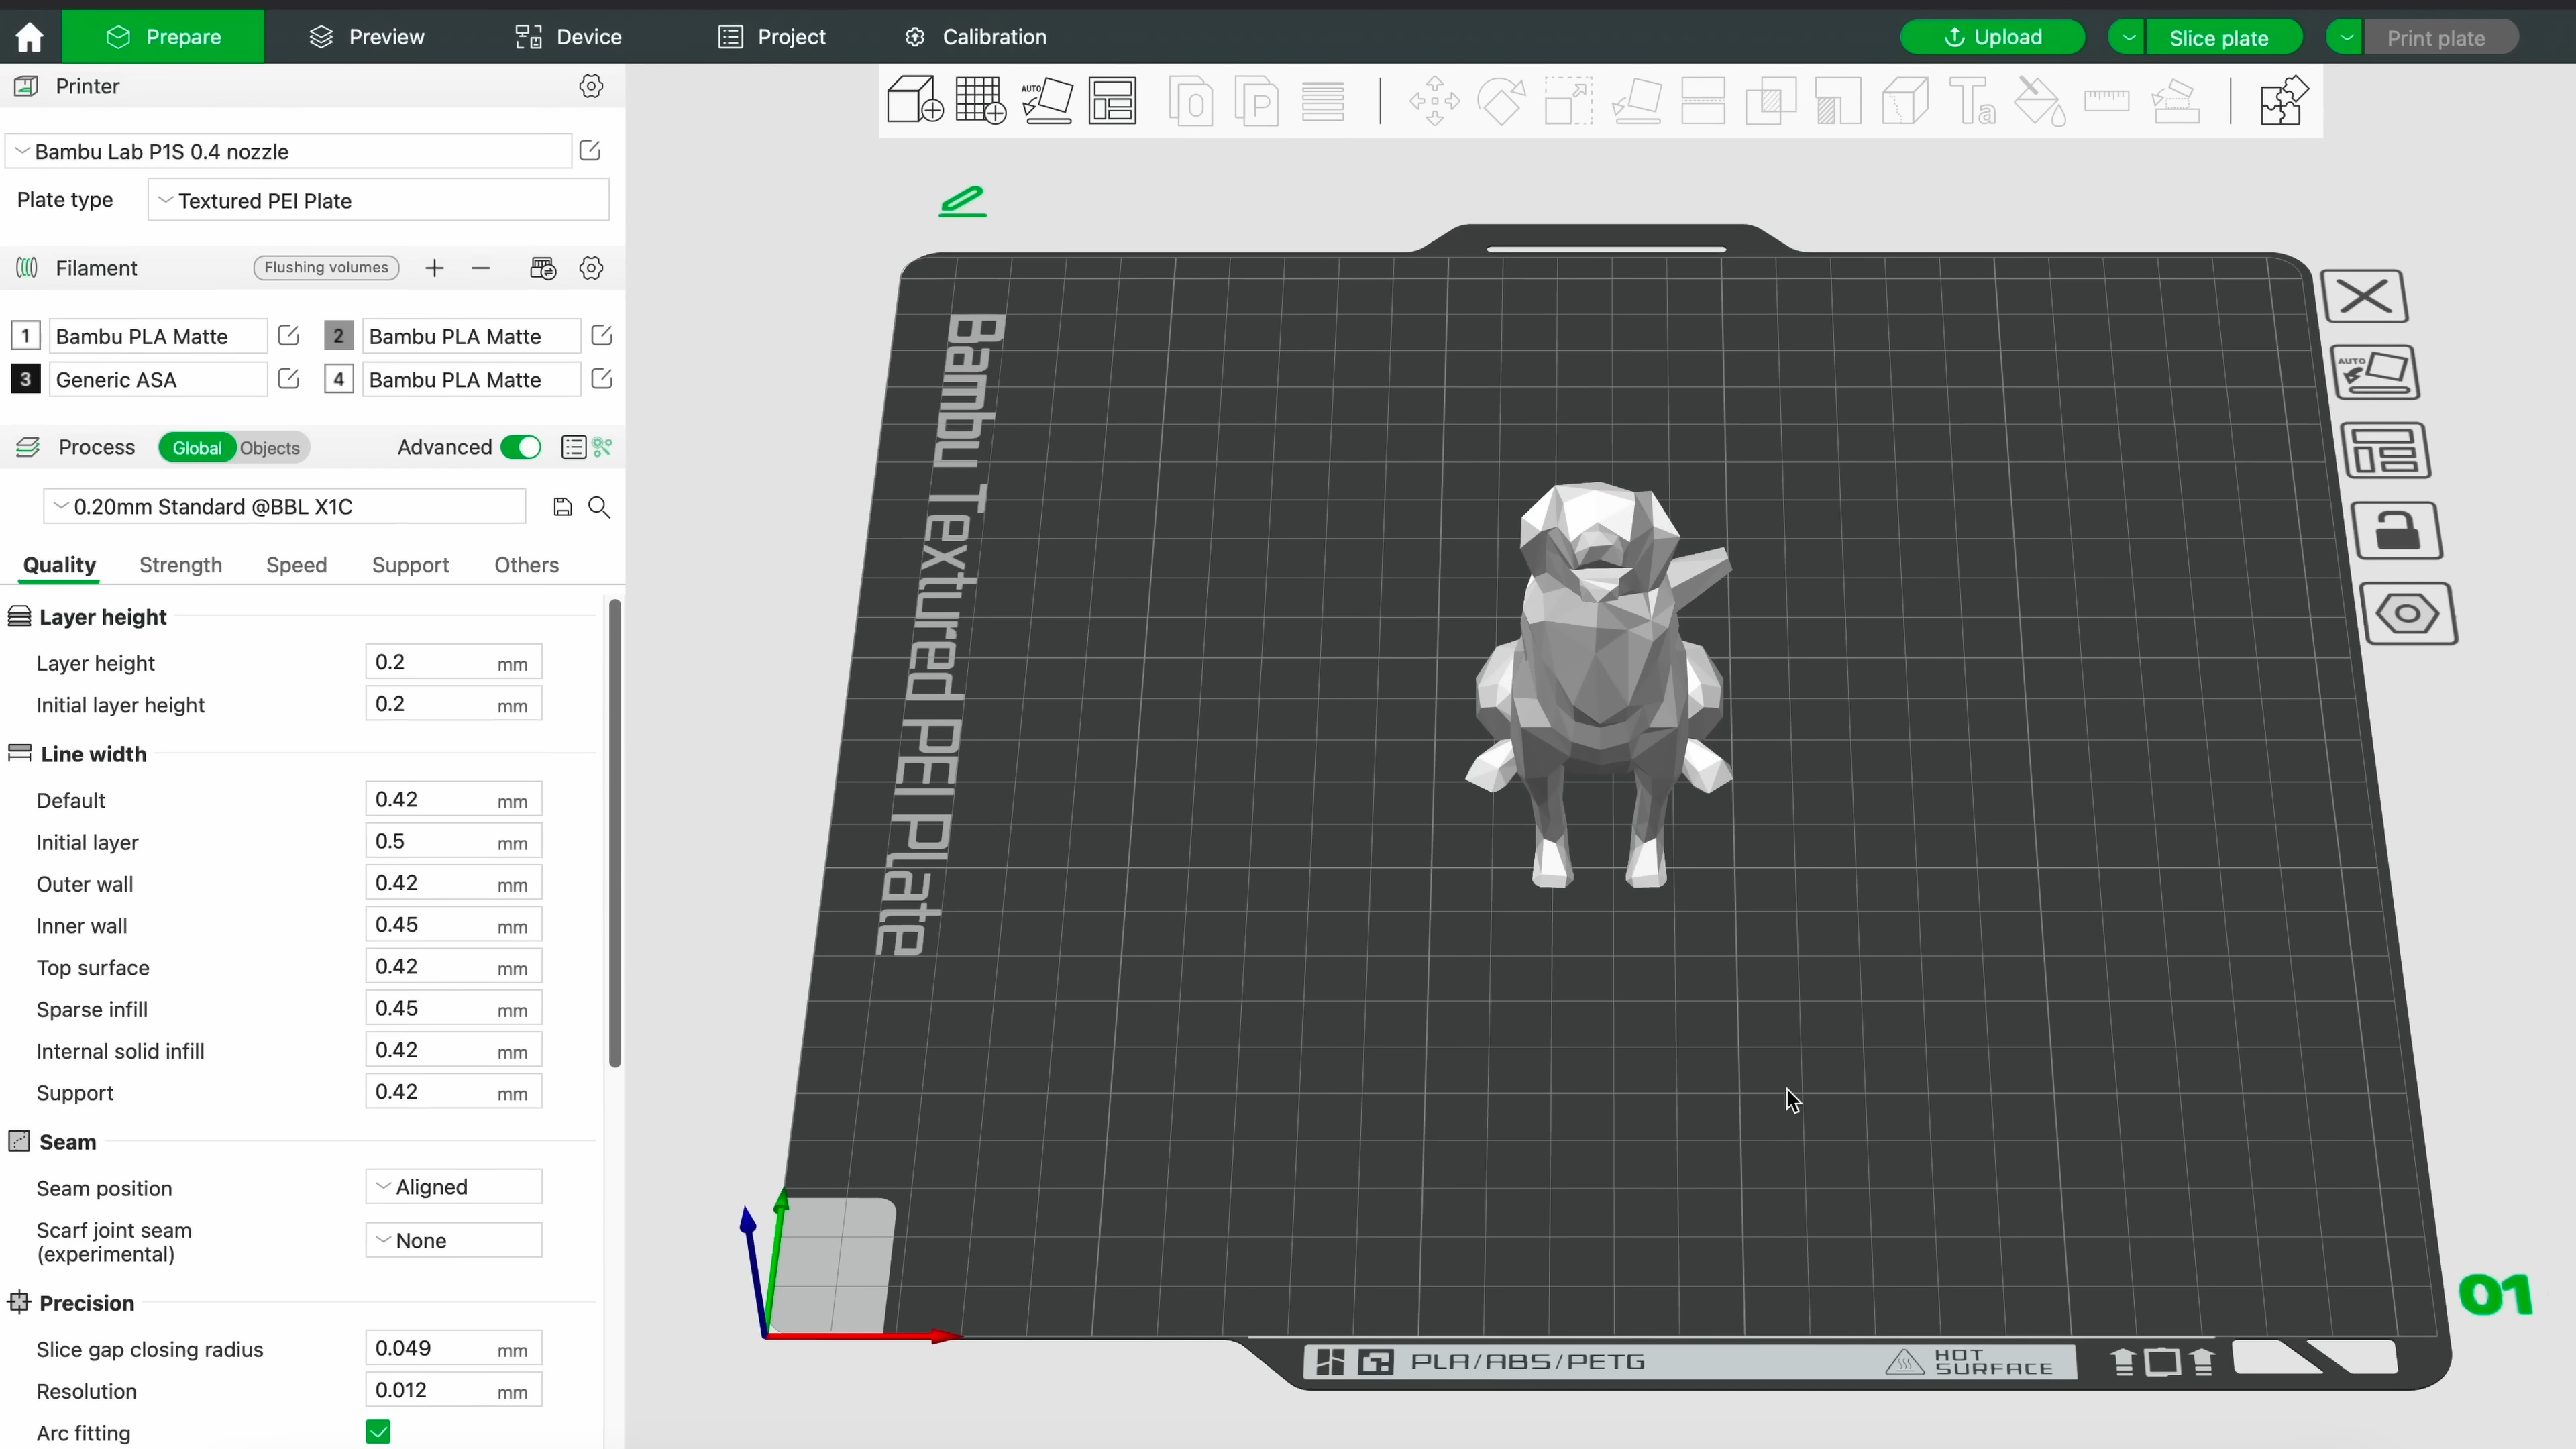 Prepare
Preview
Device
Project
Calibration
Upload
Slice plate
Print plate
Printer
Bambu Lab P1S 0.4 nozzle
Plate type
Textured PEI Plate
Filament
Flushing volumes
1 Bambu PLA Matte
2 Bambu PLA Matte
3 Generic ASA
4 Bambu PLA Matte
Process
Global
Objects
Advanced
0.20mm Standard @BBL X1C
Quality
Strength
Speed
Support
Others
Layer height
Layer height 0.2 mm
Initial layer height 0.2 mm
Line width
Default 0.42 mm
Initial layer 0.5 mm
Outer wall 0.42 mm
Inner wall 0.45 mm
Top surface 0.42 mm
Sparse infill 0.45 mm
Internal solid infill 0.42 mm
Support 0.42 mm
Seam
Seam position Aligned
Scarf joint seam
(experimental) None
Precision
Slice gap closing radius 0.049 mm
Resolution 0.012 mm
Arc fitting
AUTO
O
P
Ta
Bambu Textured PEI Plate
AUTO
01
PLA/ABS/PETG
HOT
SURFACE